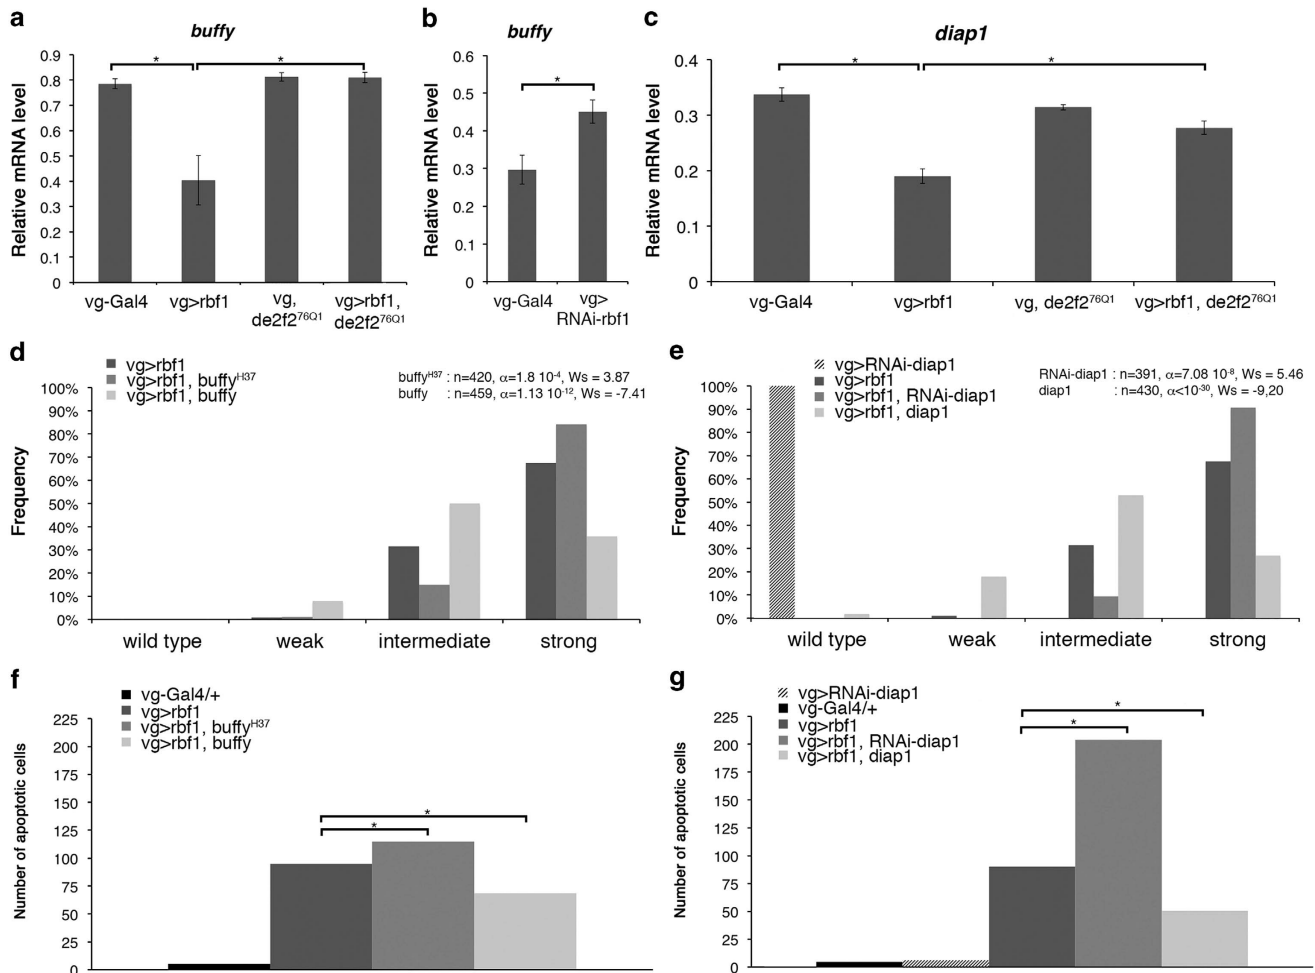 a
buffy
Relative mRNA level
0.9
0.8
0.7
0.6
0.5
0.4
0.3
0.2
0.1
0
*
*
vg-Gal4
vg>rbf1
vg,
de2f276Q1
vg>rbf1,
de2f276Q1
b
buffy
Relative mRNA level
0.6
0.5
0.4
0.3
0.2
0.1
0
*
vg-Gal4
vg>
RNAi-rbf1
c
diap1
Relative mRNA level
0.4
0.3
0.2
0.1
0
*
*
vg-Gal4
vg>rbf1
vg, de2f276Q1
vg>rbf1, de2f276Q1
d
vg>rbf1
vg>rbf1, buffyH37
vg>rbf1, buffy
buffyH37 : n=420, α=1.8 10-4, Ws = 3.87
buffy : n=459, α=1.13 10-12, Ws = -7.41
Frequency
100%
90%
80%
70%
60%
50%
40%
30%
20%
10%
0%
wild type
weak
intermediate
strong
e
vg>RNAi-diap1
vg>rbf1
vg>rbf1, RNAi-diap1
vg>rbf1, diap1
RNAi-diap1 : n=391, α=7.08 10-8, Ws = 5.46
diap1 : n=430, α<10-30, Ws = -9,20
Frequency
100%
90%
80%
70%
60%
50%
40%
30%
20%
10%
0%
wild type
weak
intermediate
strong
f
vg-Gal4/+
vg>rbf1
vg>rbf1, buffyH37
vg>rbf1, buffy
Number of apoptotic cells
225
200
175
150
125
100
75
50
25
0
*
*
g
vg>RNAi-diap1
vg-Gal4/+
vg>rbf1
vg>rbf1, RNAi-diap1
vg>rbf1, diap1
Number of apoptotic cells
225
200
175
150
125
100
75
50
25
0
*
*